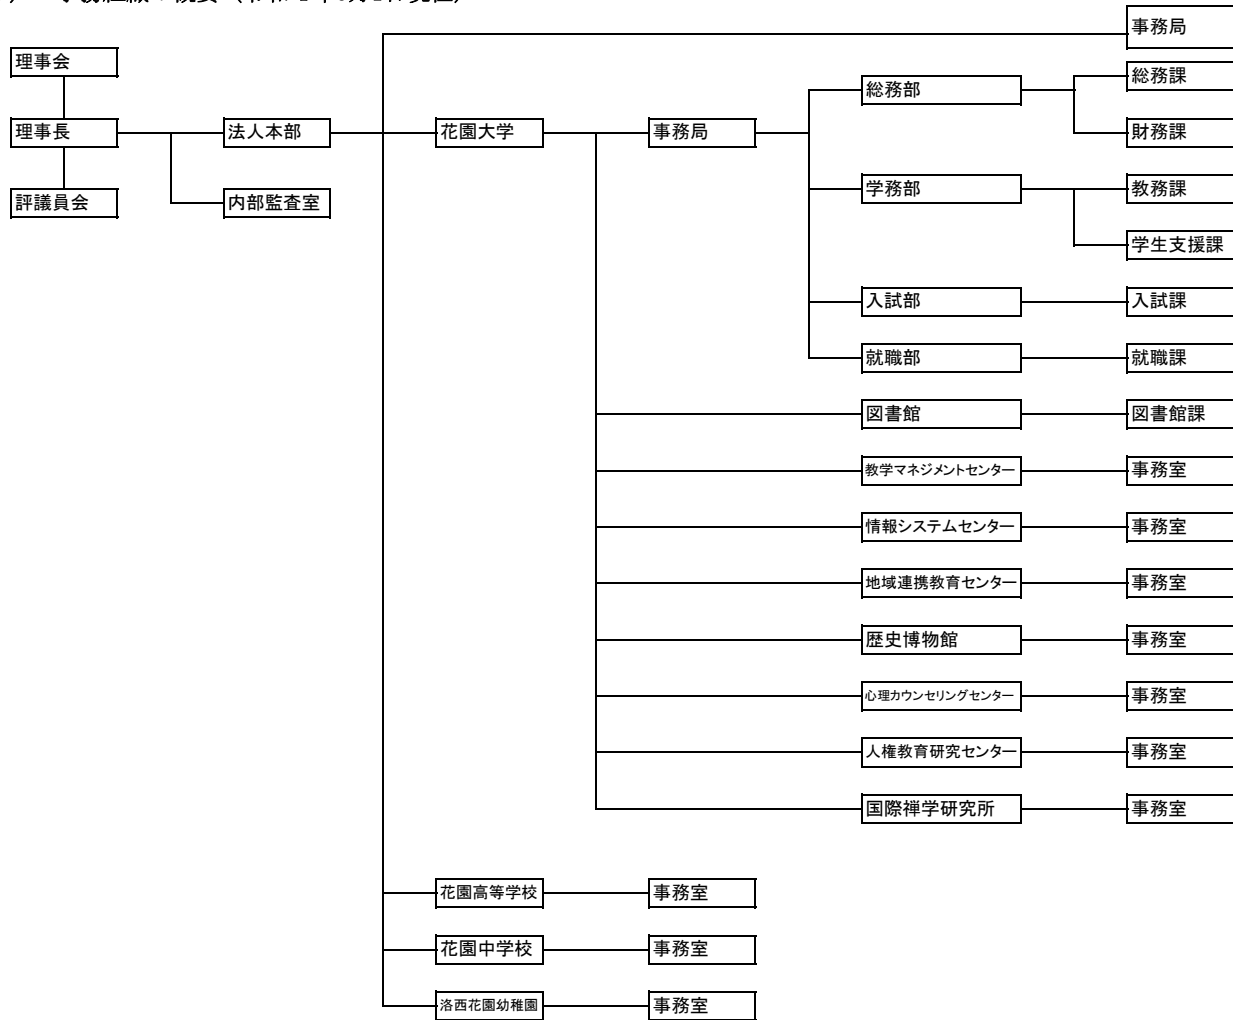 事務局
理事会
総務課
総務部
理事長
法人本部
花園大学
事務局
財務課
評議員会
内部監査室
学務部
教務課
学生支援課
入試部
入試課
就職部
就職課
図書館
図書館課
教学マネジメントセンター
事務室
情報システムセンター
事務室
地域連携教育センター
事務室
歴史博物館
事務室
心理カウンセリングセンター
事務室
人権教育研究センター
事務室
国際禅学研究所
事務室
花園高等学校
事務室
花園中学校
事務室
洛西花園幼稚園
事務室